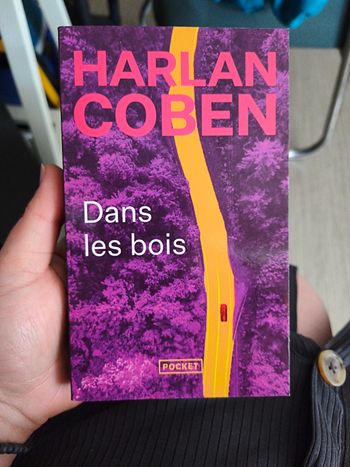 HARLAN
COBEN
Dans
les bois
POCKET